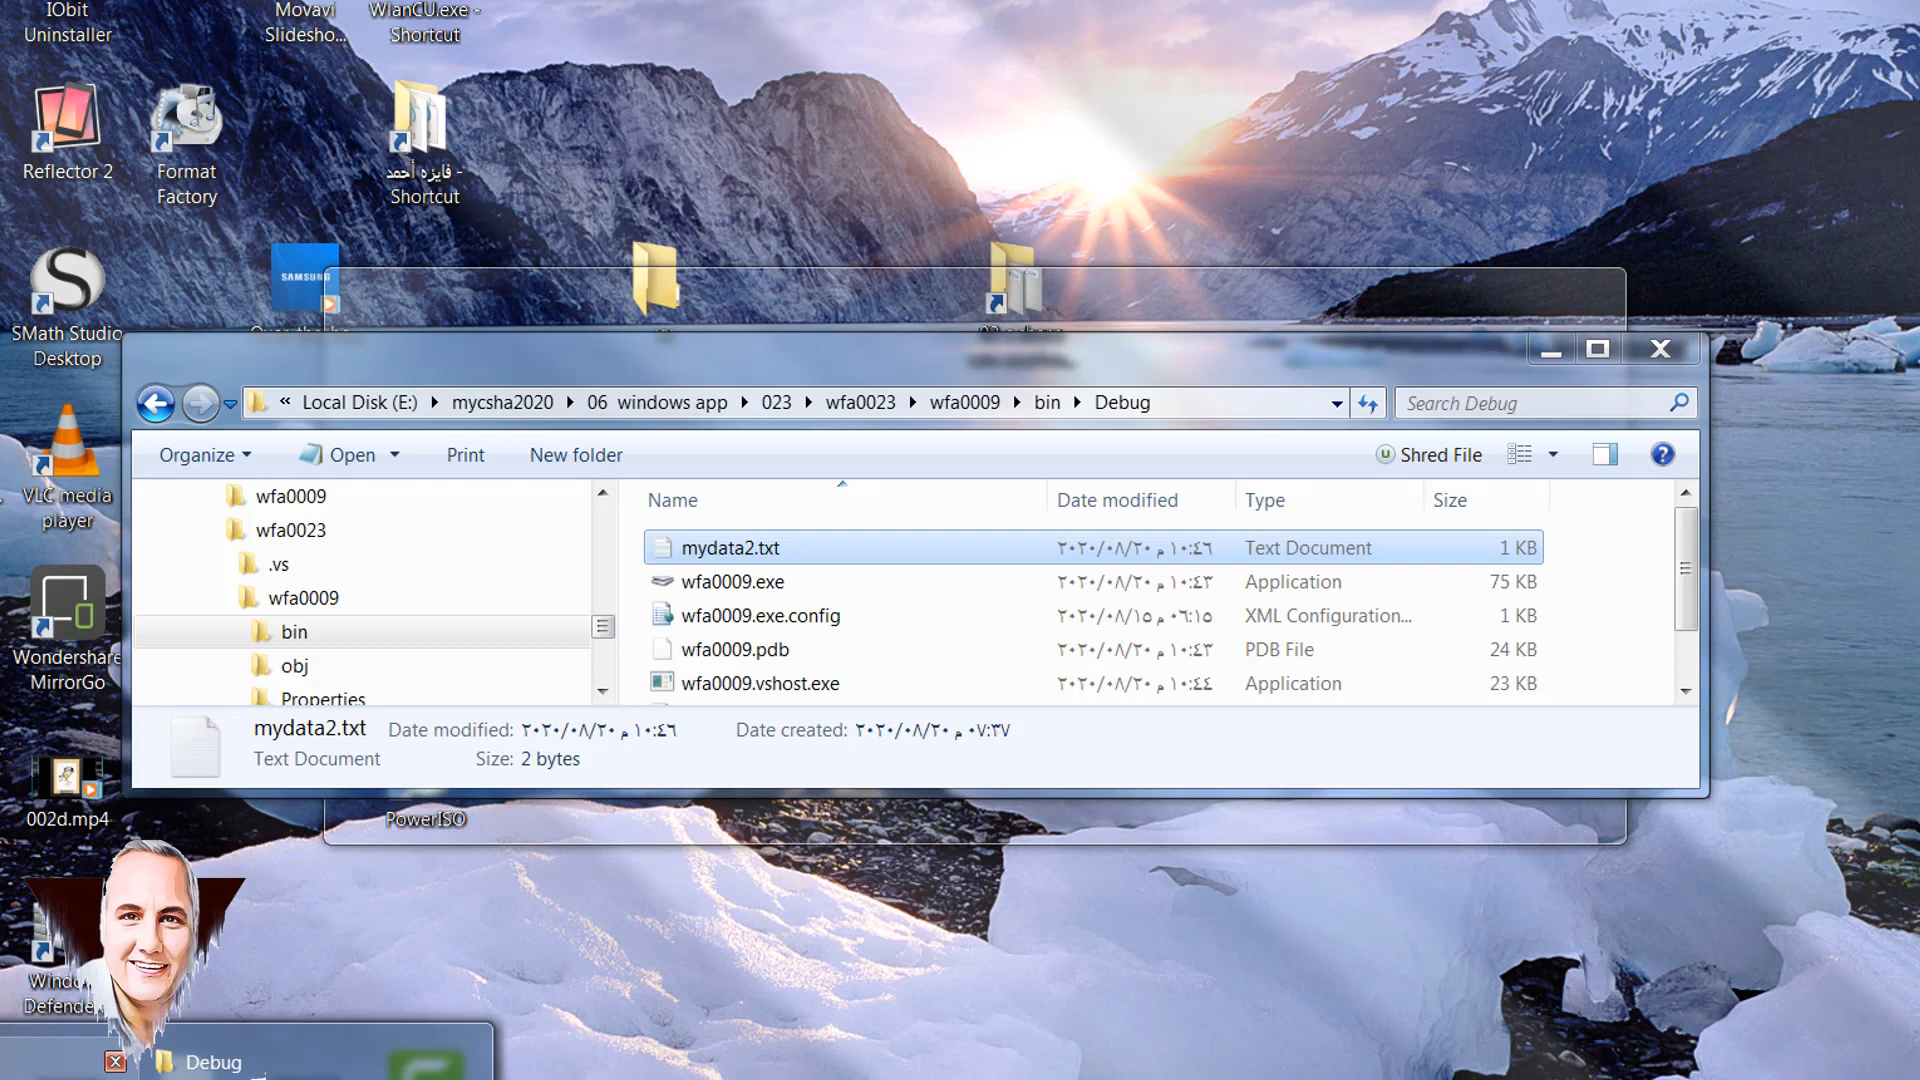 IObit
Uninstaller
Movavi
Slidesho...
WlanCU.exe -
Shortcut
Reflector 2
Format
Factory
فايزه أحمد -
Shortcut
SAMSUNG
SMath Studio
Desktop
« Local Disk (E:) mycsha2020 06 windows app 023 wfa0023 wfa0009 bin Debug
Search Debug
Organize Open Print New folder Shred File
VLC media
player
wfa0009
wfa0023
.vs
wfa0009
bin
obj
Properties
Name Date modified Type Size
mydata2.txt ٢٠٢٠/٠٨/٢٠ ١٠:٤٦ م Text Document 1 KB
wfa0009.exe ٢٠٢٠/٠٨/٢٠ ١٠:٤٣ م Application 75 KB
wfa0009.exe.config ٢٠٢٠/٠٨/١٥ ٠٦:١٥ م XML Configuration... 1 KB
wfa0009.pdb ٢٠٢٠/٠٨/٢٠ ١٠:٤٣ م PDB File 24 KB
wfa0009.vshost.exe ٢٠٢٠/٠٨/٢٠ ١٠:٤٤ م Application 23 KB
Wondershare
MirrorGo
mydata2.txt Date modified: ٢٠٢٠/٠٨/٢٠ ١٠:٤٦ م Date created: ٢٠٢٠/٠٨/٢٠ ٠٧:٣٧ م
Text Document Size: 2 bytes
002d.mp4
PowerISO
Debug